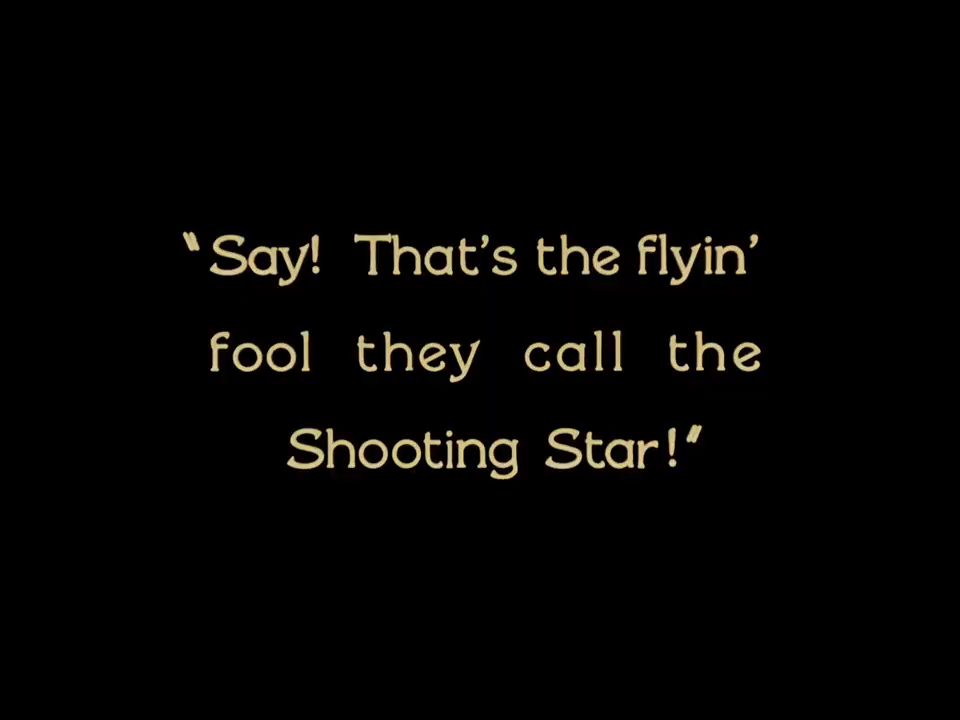 "Say! That's the flyin'
fool they call the
Shooting Star!"